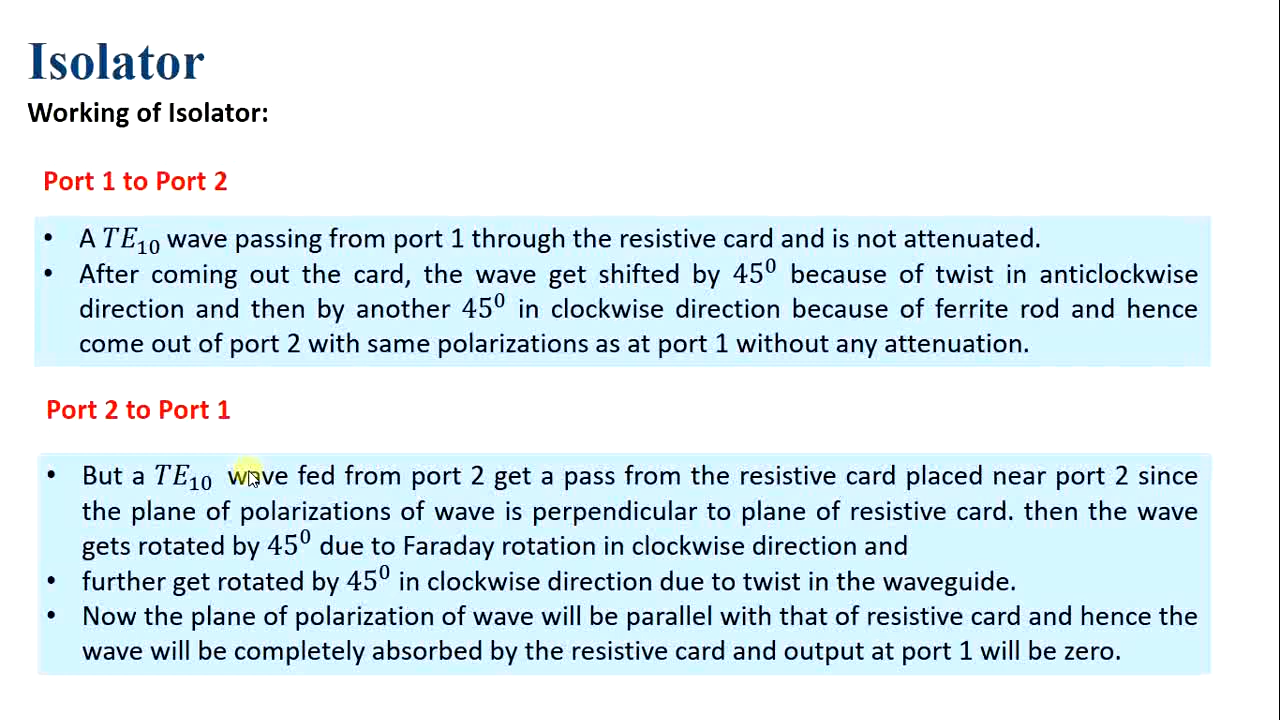 Isolator
Working of Isolator:
Port 1 to Port 2
• A TE₁₀ wave passing from port 1 through the resistive card and is not attenuated.
• After coming out the card, the wave get shifted by 45⁰ because of twist in anticlockwise
direction and then by another 45⁰ in clockwise direction because of ferrite rod and hence
come out of port 2 with same polarizations as at port 1 without any attenuation.
Port 2 to Port 1
• But a TE₁₀ wave fed from port 2 get a pass from the resistive card placed near port 2 since
the plane of polarizations of wave is perpendicular to plane of resistive card. then the wave
gets rotated by 45⁰ due to Faraday rotation in clockwise direction and
• further get rotated by 45⁰ in clockwise direction due to twist in the waveguide.
• Now the plane of polarization of wave will be parallel with that of resistive card and hence the
wave will be completely absorbed by the resistive card and output at port 1 will be zero.